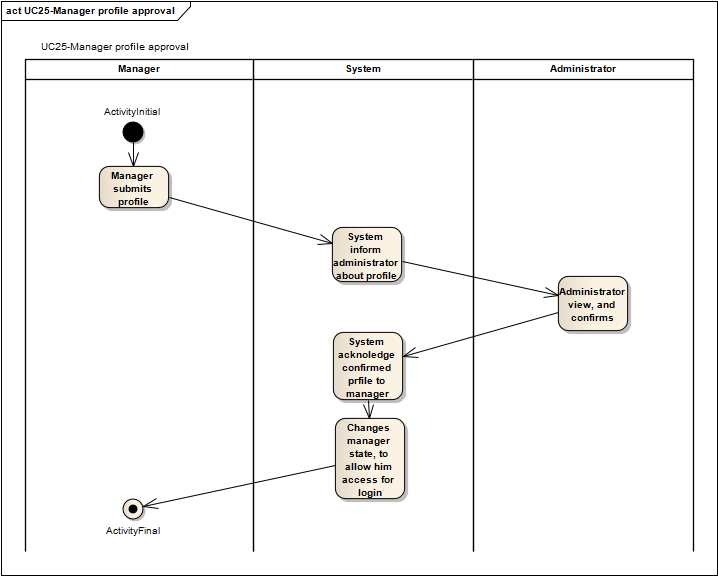 act UC25-Manager profile approval
UC25-Manager profile approval
Manager
System
Administrator
ActivityInitial
Manager
submits
profile
System
inform
administrator
about profile
Administrator
view, and
confirms
System
acknoledge
confirmed
prfile to
manager
Changes
manager
state, to
allow him
access for
login
ActivityFinal